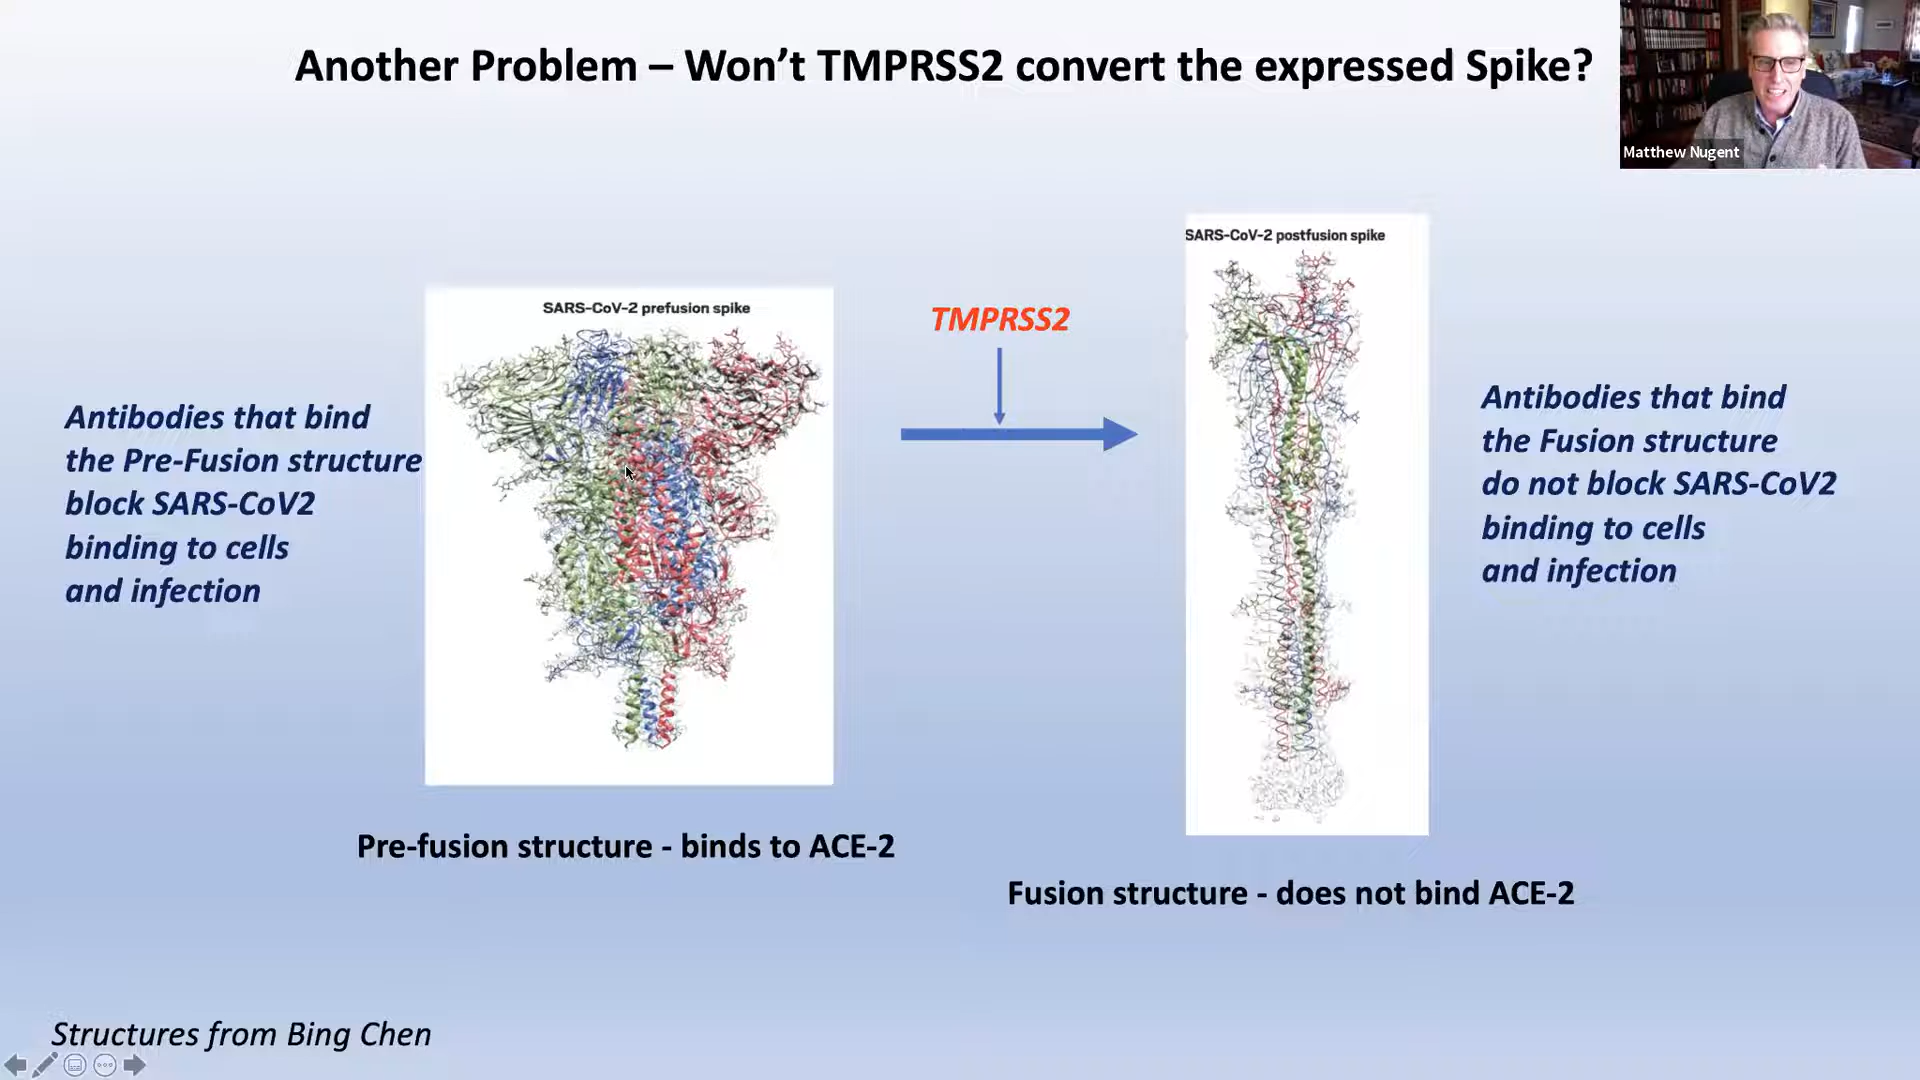 Another Problem – Won’t TMPRSS2 convert the expressed Spike?
Matthew Nugent
SARS-CoV-2 prefusion spike
SARS-CoV-2 postfusion spike
TMPRSS2
Antibodies that bind
the Pre-Fusion structure
block SARS-CoV2
binding to cells
and infection
Antibodies that bind
the Fusion structure
do not block SARS-CoV2
binding to cells
and infection
Pre-fusion structure - binds to ACE-2
Fusion structure - does not bind ACE-2
Structures from Bing Chen